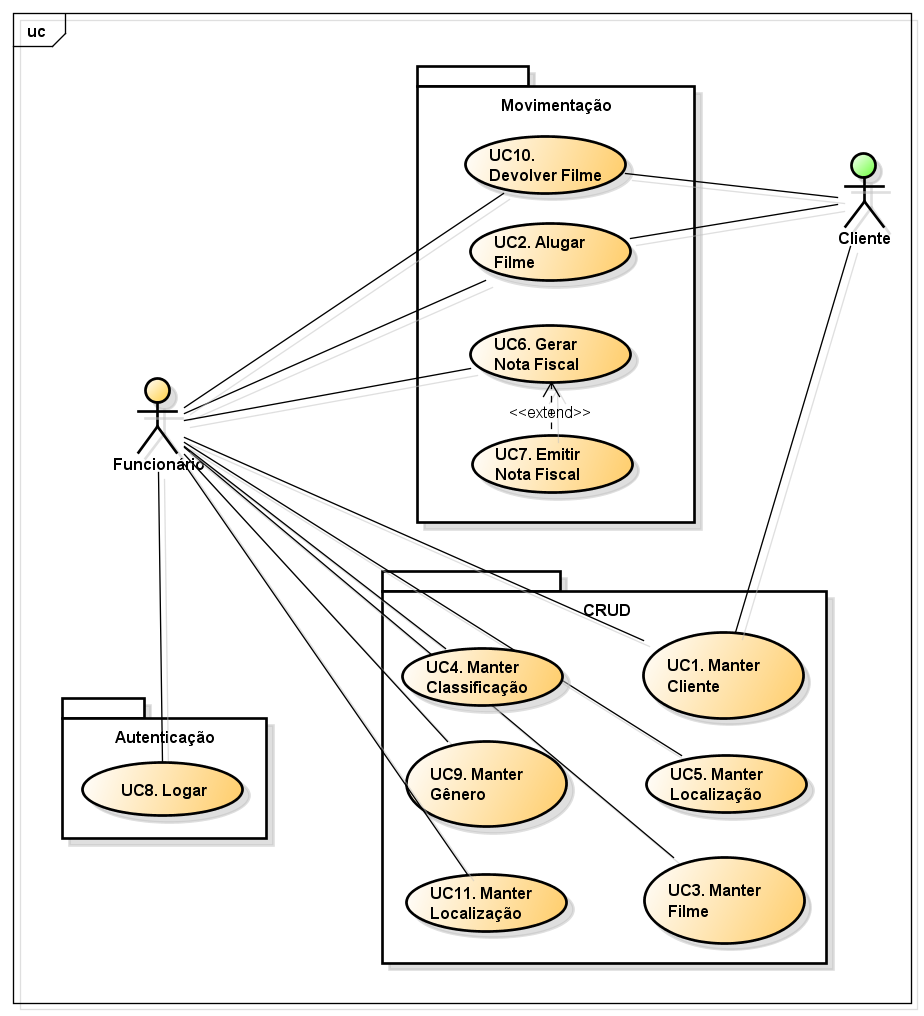 uc
Movimentação
UC10.
Devolver Filme
UC2. Alugar
Filme
Cliente
UC6. Gerar
Nota Fiscal
<<extend>>
UC7. Emitir
Nota Fiscal
Funcionário
CRUD
UC4. Manter
Classificação
UC1. Manter
Cliente
Autenticação
UC8. Logar
UC9. Manter
Gênero
UC5. Manter
Localização
UC11. Manter
Localização
UC3. Manter
Filme